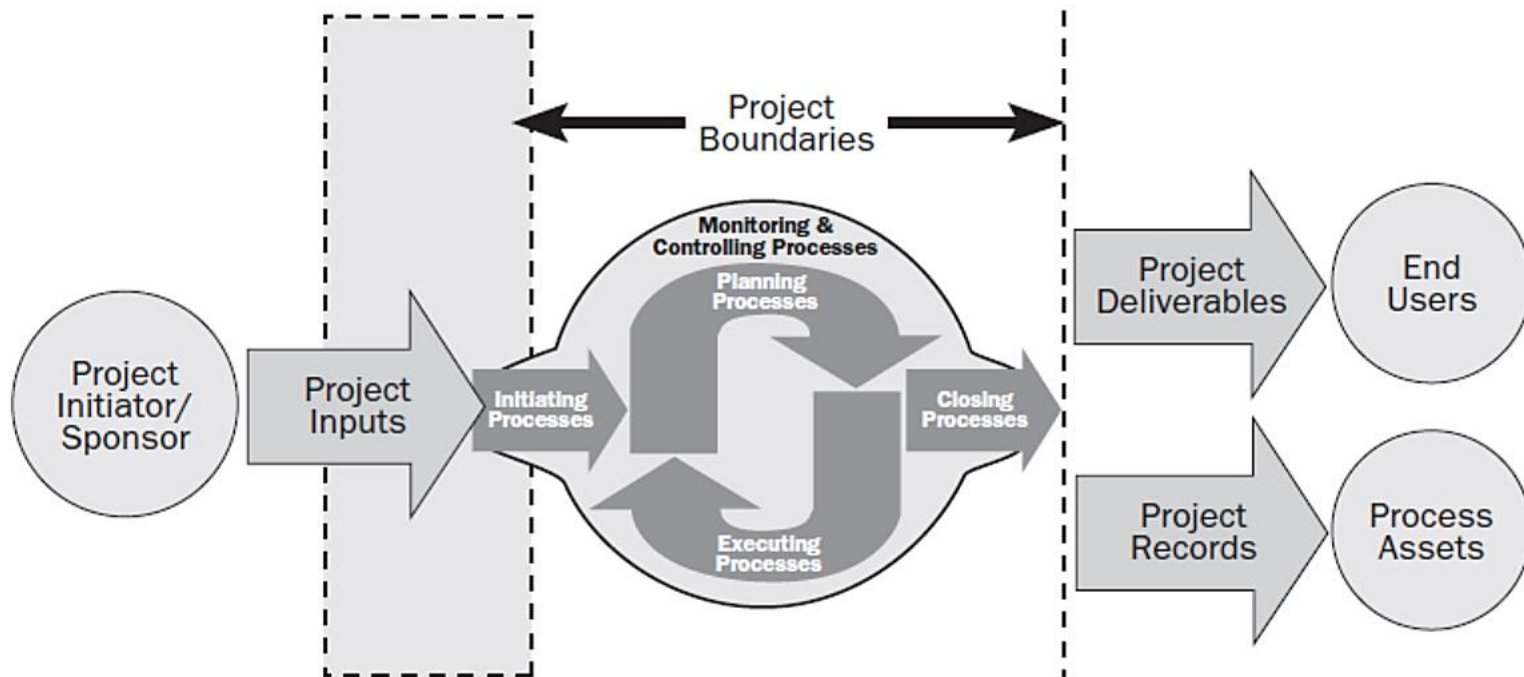 Project
Boundaries
Monitoring &
Controlling Processes
Planning
Processes
Project
Initiator/
Sponsor
Project
Inputs
Initiating
Processes
Closing
Processes
Executing
Processes
Project
Deliverables
End
Users
Project
Records
Process
Assets